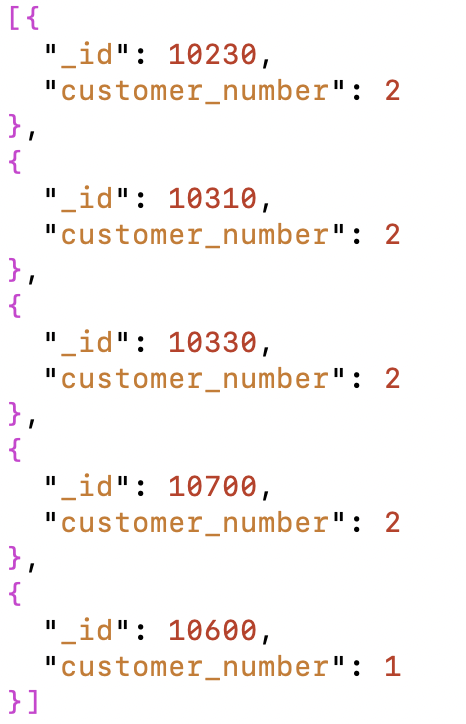 [{
  "_id": 10230,
  "customer_number": 2
},
{
  "_id": 10310,
  "customer_number": 2
},
{
  "_id": 10330,
  "customer_number": 2
},
{
  "_id": 10700,
  "customer_number": 2
},
{
  "_id": 10600,
  "customer_number": 1
}]